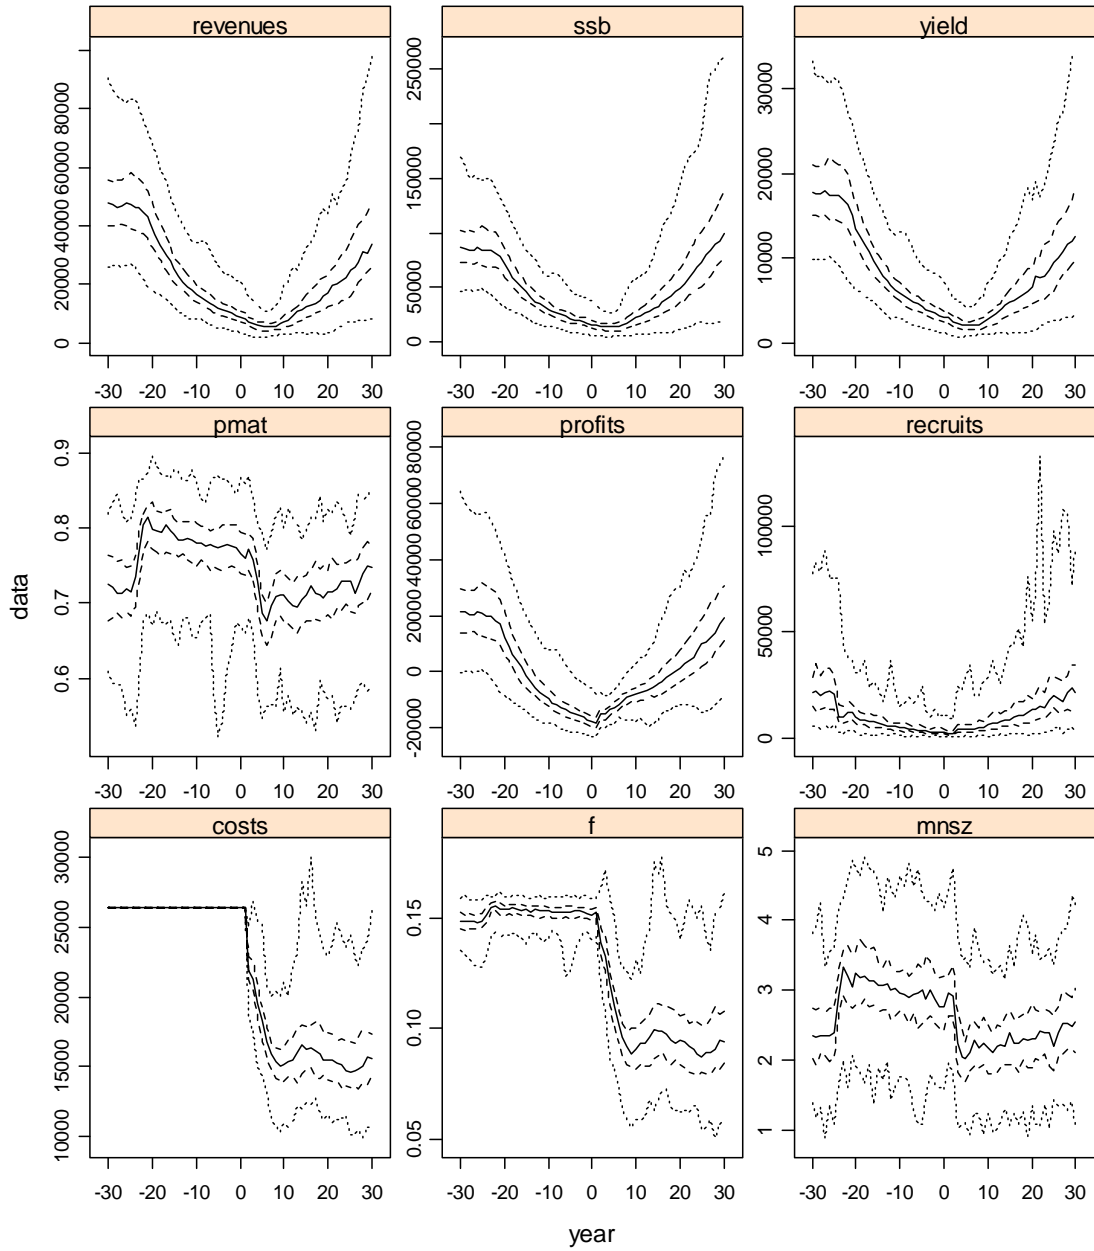 revenues ssb yield
0 20000 40000 60000 80000
0 50000 150000 250000
0 10000 20000 30000
-30 -20 -10 0 10 20 30 -30 -20 -10 0 10 20 30 -30 -20 -10 0 10 20 30
pmat profits recruits
0.6 0.7 0.8 0.9
-20000 0 20000 40000 60000 80000
0 50000 100000
-30 -20 -10 0 10 20 30 -30 -20 -10 0 10 20 30 -30 -20 -10 0 10 20 30
data
costs f mnsz
10000 15000 20000 25000 30000
0.05 0.10 0.15
1 2 3 4 5
-30 -20 -10 0 10 20 30 -30 -20 -10 0 10 20 30 -30 -20 -10 0 10 20 30
year